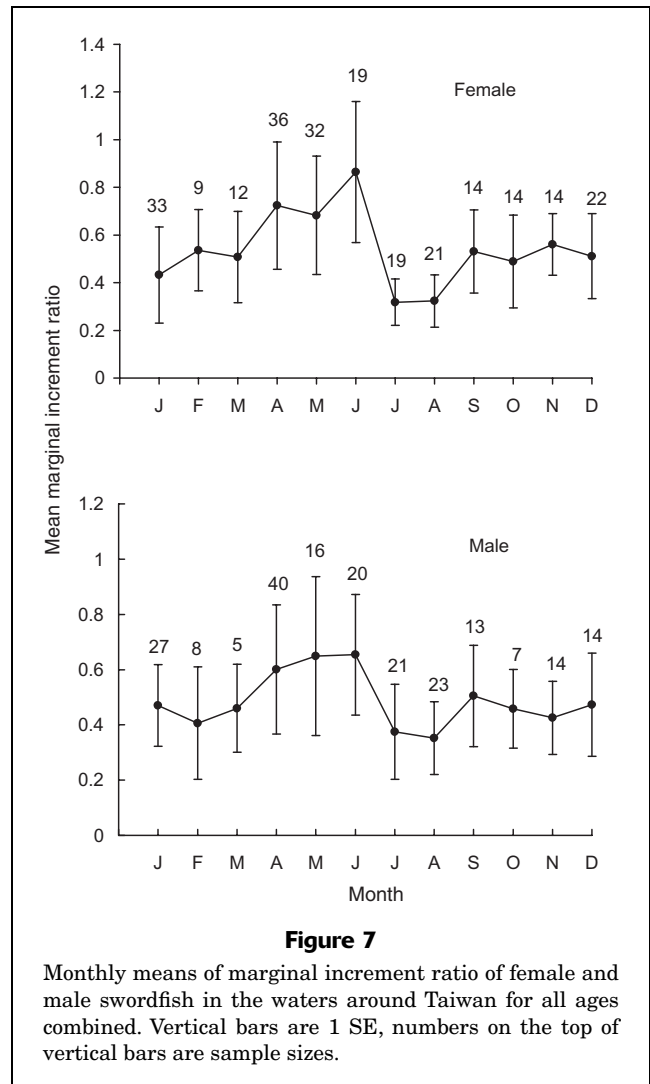 Mean marginal increment ratio
1.4
1.2
1
0.8
0.6
0.4
0.2
0
Female
33 9 12 36 32 19 19 21 14 14 14 22
J F M A M J J A S O N D
1.2
1
0.8
0.6
0.4
0.2
0
Male
27 8 5 40 16 20 21 23 13 7 14 14
J F M A M J J A S O N D
Month
Figure 7
Monthly means of marginal increment ratio of female and
male swordfish in the waters around Taiwan for all ages
combined. Vertical bars are 1 SE, numbers on the top of
vertical bars are sample sizes.